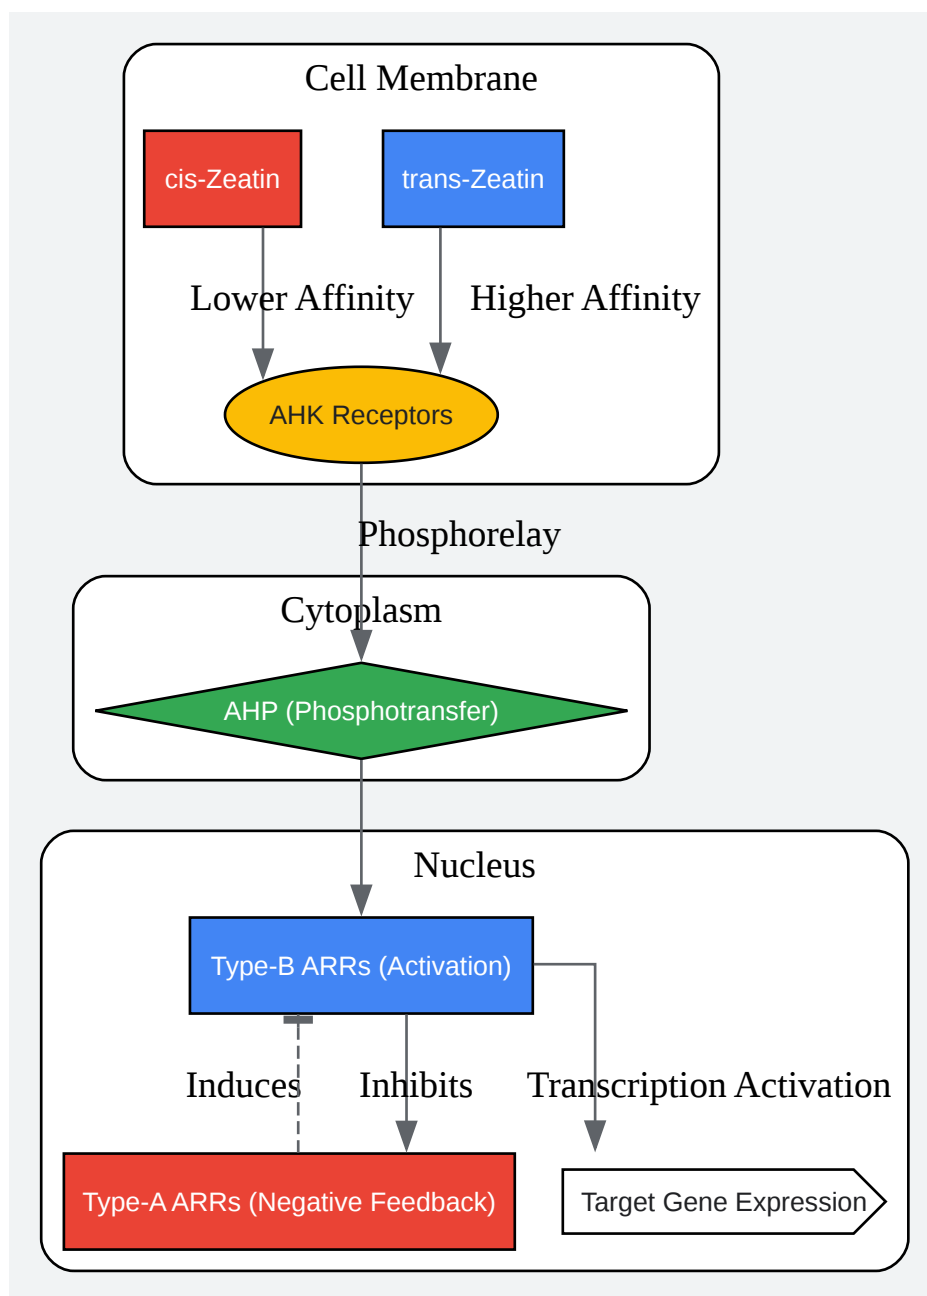 Cell Membrane
cis-Zeatin
trans-Zeatin
Lower Affinity
Higher Affinity
AHK Receptors
Phosphorelay
Cytoplasm
AHP (Phosphotransfer)
Nucleus
Type-B ARRs (Activation)
Induces
Inhibits
Transcription Activation
Type-A ARRs (Negative Feedback)
Target Gene Expression